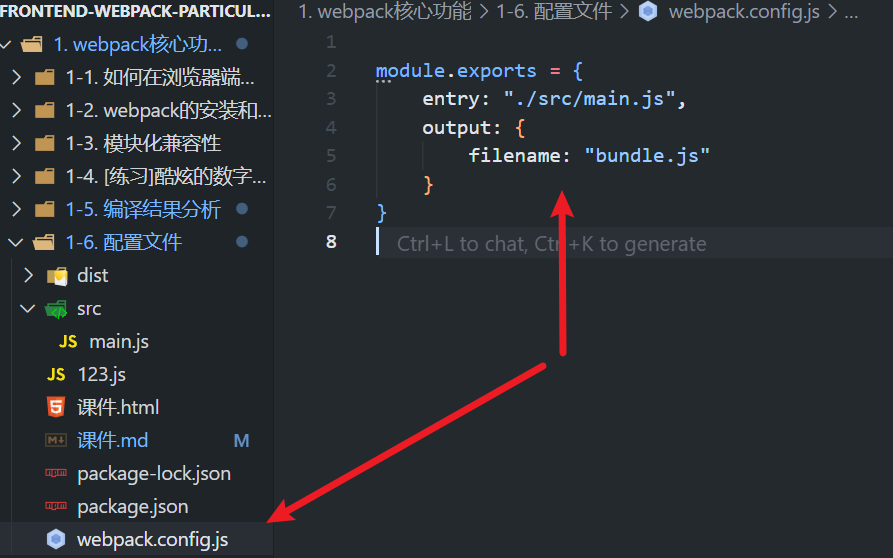 FRONTEND-WEBPACK-PARTICUL...
1. webpack核心功...
1-1. 如何在浏览器端...
1-2. webpack的安装和...
1-3. 模块化兼容性
1-4. [练习]酷炫的数字...
1-5. 编译结果分析
1-6. 配置文件
dist
src
JS main.js
JS 123.js
课件.html
课件.md M
package-lock.json
package.json
webpack.config.js
1. webpack核心功能 > 1-6. 配置文件 > webpack.config.js > ...
1
2 module.exports = {
3 entry: "./src/main.js",
4 output: {
5 filename: "bundle.js"
6 }
7 }
8 Ctrl+L to chat, Ctrl+K to generate